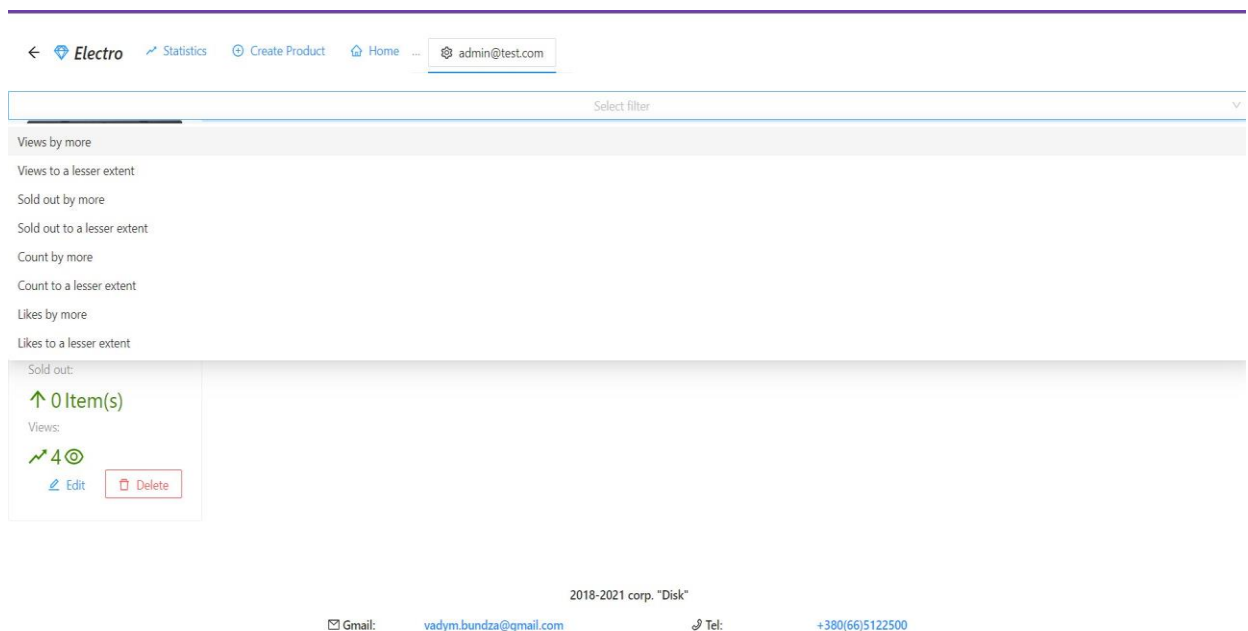 Electro Statistics Create Product Home ... admin@test.com
Select filter
Views by more
Views to a lesser extent
Sold out by more
Sold out to a lesser extent
Count by more
Count to a lesser extent
Likes by more
Likes to a lesser extent
Sold out:
0 Item(s)
Views:
4
Edit Delete
2018-2021 corp. "Disk"
Gmail: vadym.bundza@gmail.com Tel: +380(66)5122500